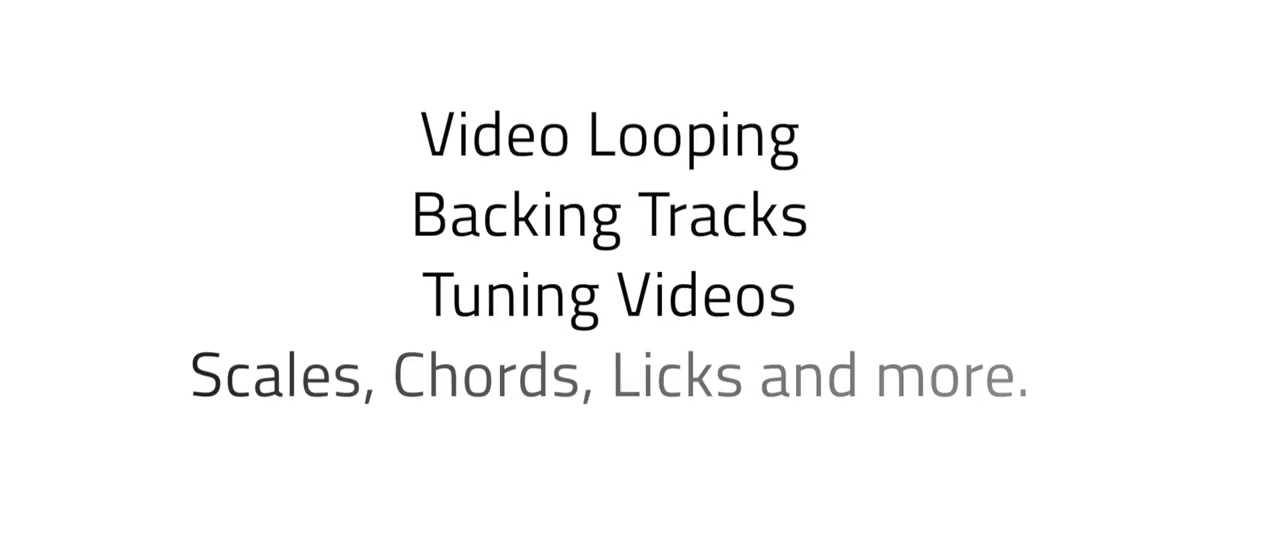 Video Looping
Backing Tracks
Tuning Videos
Scales, Chords, Licks and more.